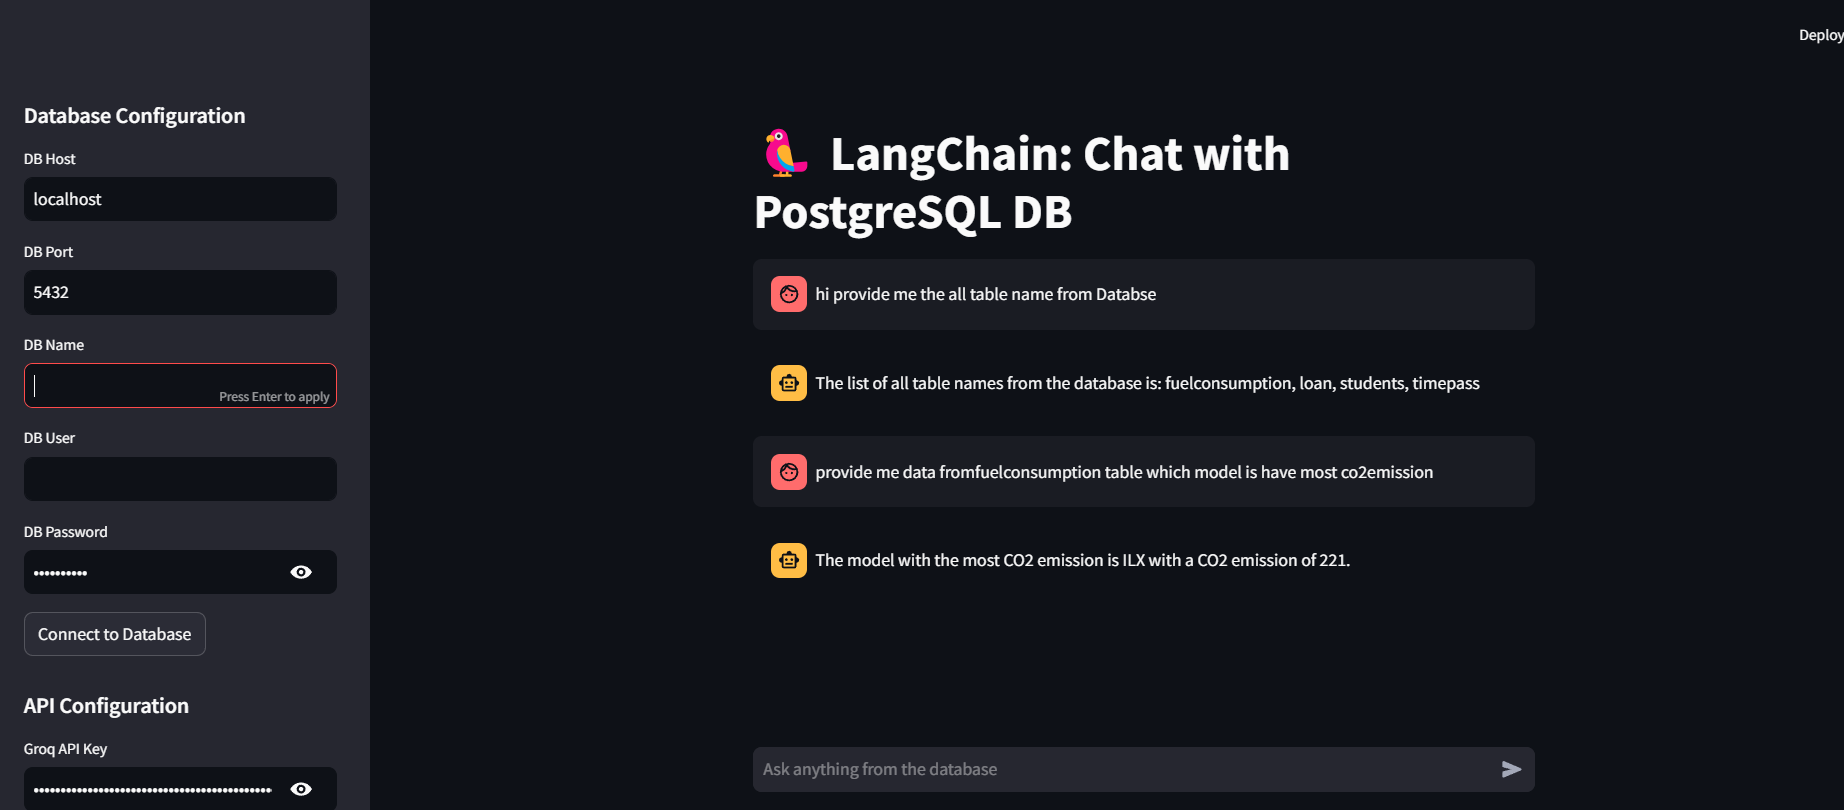 Deploy
Database Configuration
DB Host
localhost
DB Port
5432
DB Name
Press Enter to apply
DB User
DB Password
••••••••••
Connect to Database
API Configuration
Groq API Key
LangChain: Chat with
PostgreSQL DB
hi provide me the all table name from Databse
The list of all table names from the database is: fuelconsumption, loan, students, timepass
provide me data fromfuelconsumption table which model is have most co2emission
The model with the most CO2 emission is ILX with a CO2 emission of 221.
Ask anything from the database